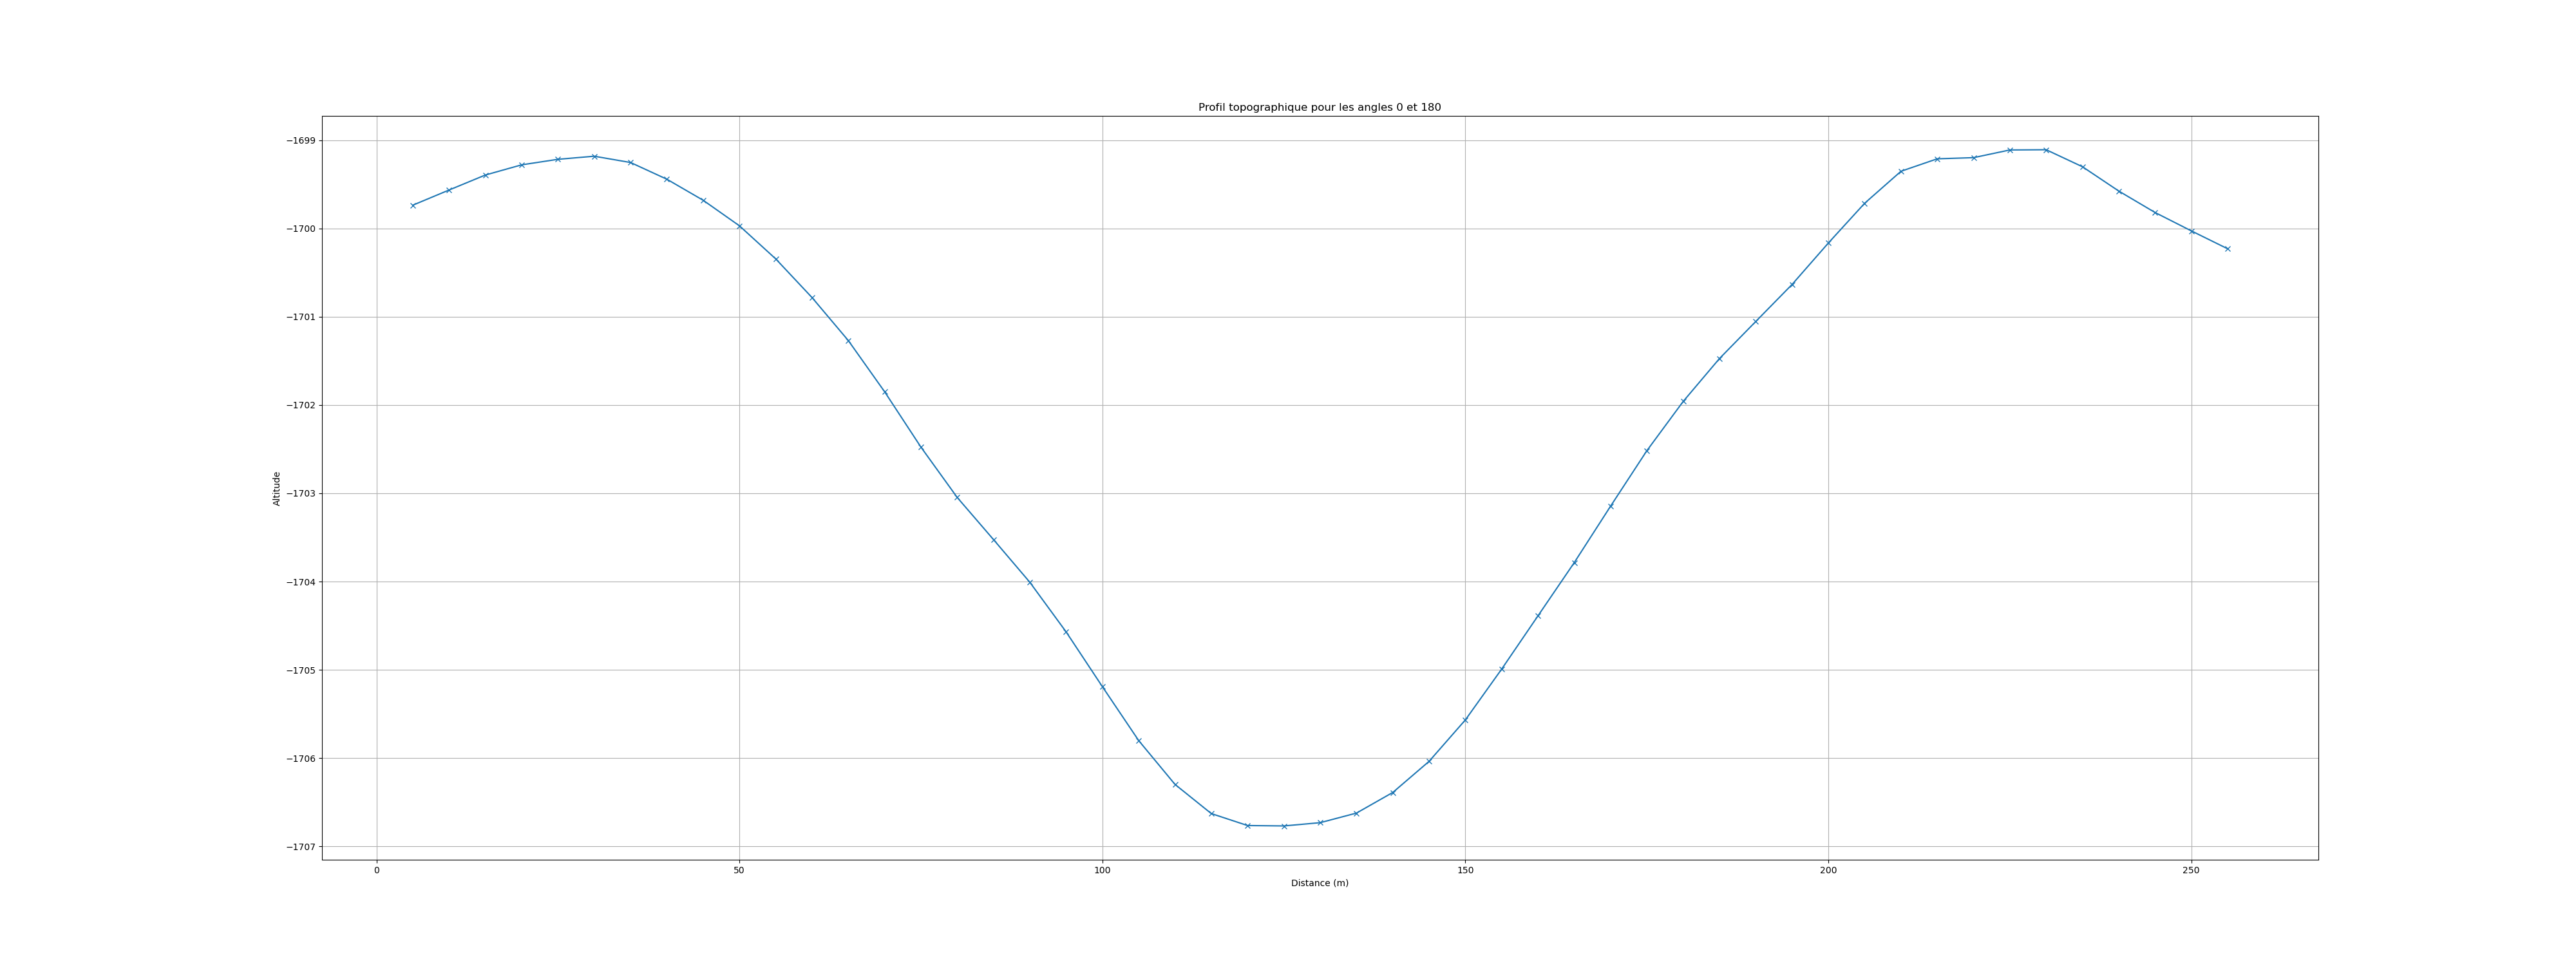 Profil topographique pour les angles 0 et 180
−1699
−1700
−1701
−1702
−1703
−1704
−1705
−1706
−1707
Altitude
0 50 100 150 200 250
Distance (m)